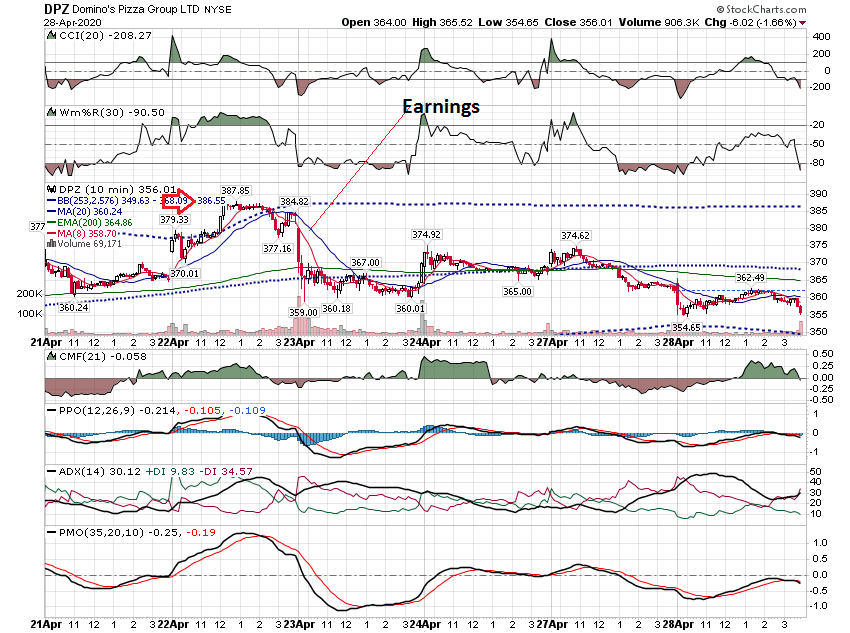 DPZ Domino's Pizza Group LTD NYSE
© StockCharts.com
28-Apr-2020
Open 364.00 High 365.52 Low 354.65 Close 356.01 Volume 906.3K Chg -6.02 (-1.66%)
CCI(20) -208.27
400
200
0
-200
Wm%R(30) -90.50
Earnings
-20
-50
-80
DPZ (10 min) 356.01
BB(253,2.576) 349.63 - 368.09 - 386.55
MA(20) 360.24
EMA(200) 364.86
MA(8) 358.70
Volume 69,171
387.85
384.82
379.33
377.16
377
370.01
367.00
374.92
374.62
365.00
362.49
360.24
359.00
360.18
360.01
354.65
390
385
380
375
370
365
360
355
350
200K
100K
21Apr 11 12 1 2 3 22Apr 11 12 1 2 3 23Apr 11 12 1 2 3 24Apr 11 12 1 2 3 27Apr 11 12 1 2 3 28Apr 11 12 1 2 3
CMF(21) -0.058
0.50
0.25
0.00
-0.25
-0.50
PPO(12,26,9) -0.214, -0.105, -0.109
1
0
-1
ADX(14) 30.12 +DI 9.83 -DI 34.57
50
40
30
20
10
PMO(35,20,10) -0.25, -0.19
1.0
0.5
0.0
-0.5
-1.0
21Apr 11 12 1 2 3 22Apr 11 12 1 2 3 23Apr 11 12 1 2 3 24Apr 11 12 1 2 3 27Apr 11 12 1 2 3 28Apr 11 12 1 2 3